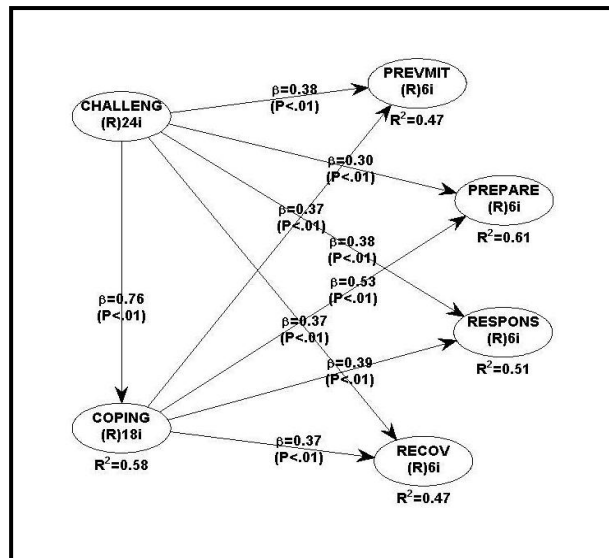 PREVMIT
(R)6i
R²=0.47
CHALLENG
(R)24i
β=0.38
(P<.01)
β=0.30
(P<.01)
PREPARE
(R)6i
R²=0.61
β=0.37
(P<.01)
β=0.38
(P<.01)
β=0.53
(P<.01)
β=0.76
(P<.01)
β=0.37
(P<.01)
RESPONS
(R)6i
R²=0.51
β=0.39
(P<.01)
COPING
(R)18i
R²=0.58
β=0.37
(P<.01)
RECOV
(R)6i
R²=0.47